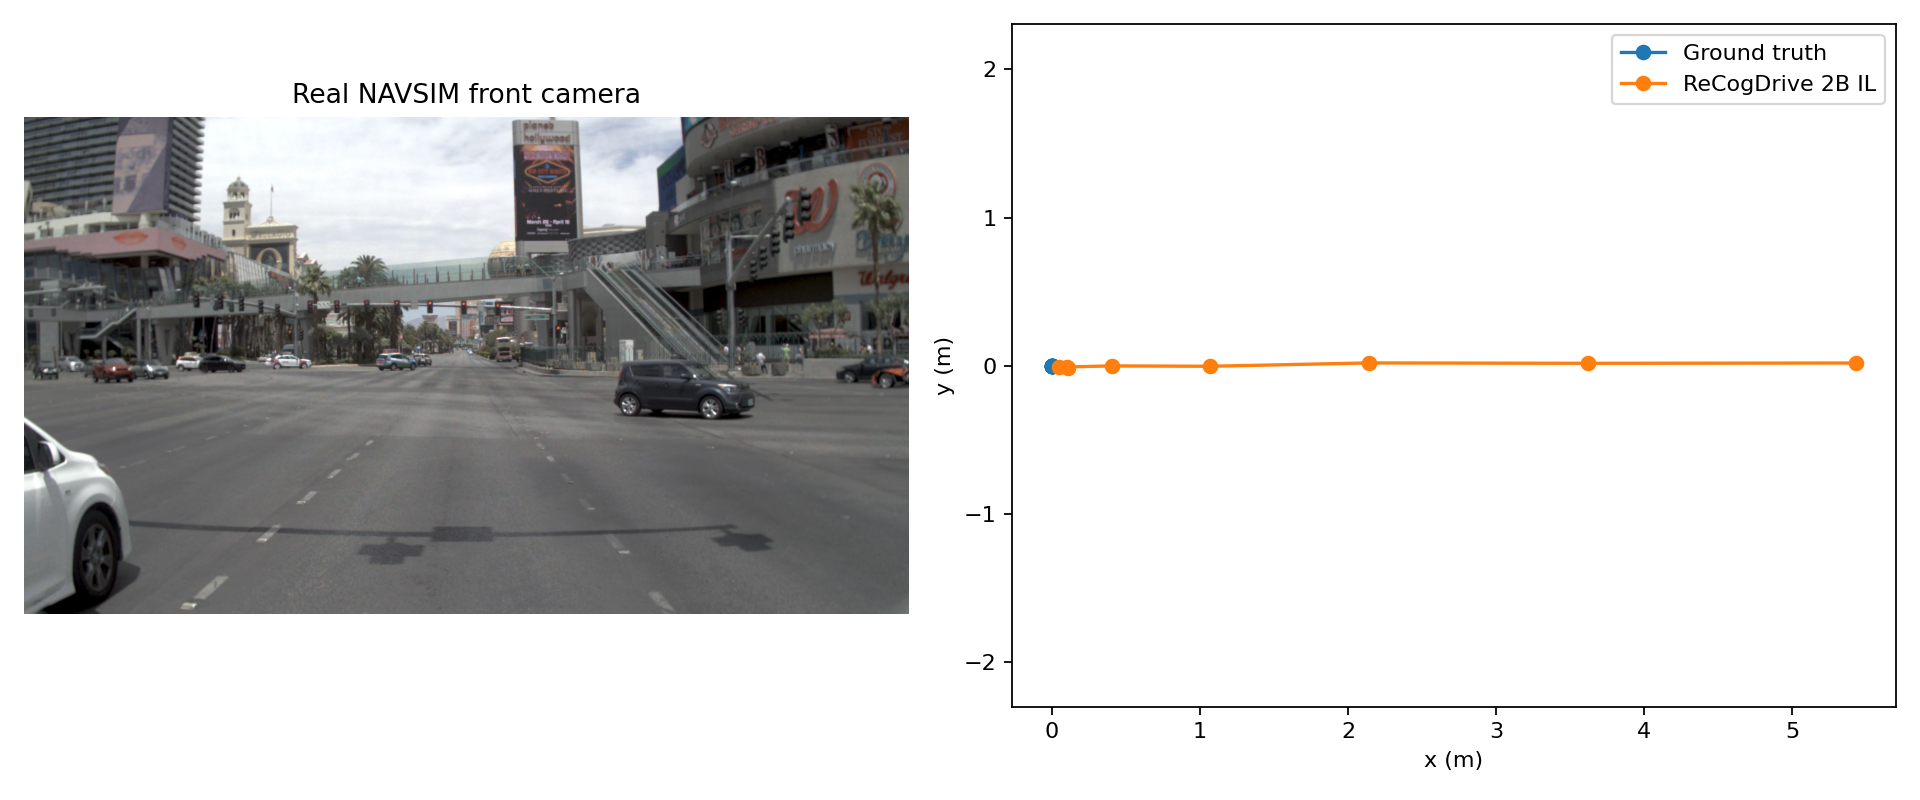 Real NAVSIM front camera
planet
hollywood
W
Walgre
Ground truth
ReCogDrive 2B IL
2
1
0
−1
−2
y (m)
0
1
2
3
4
5
x (m)